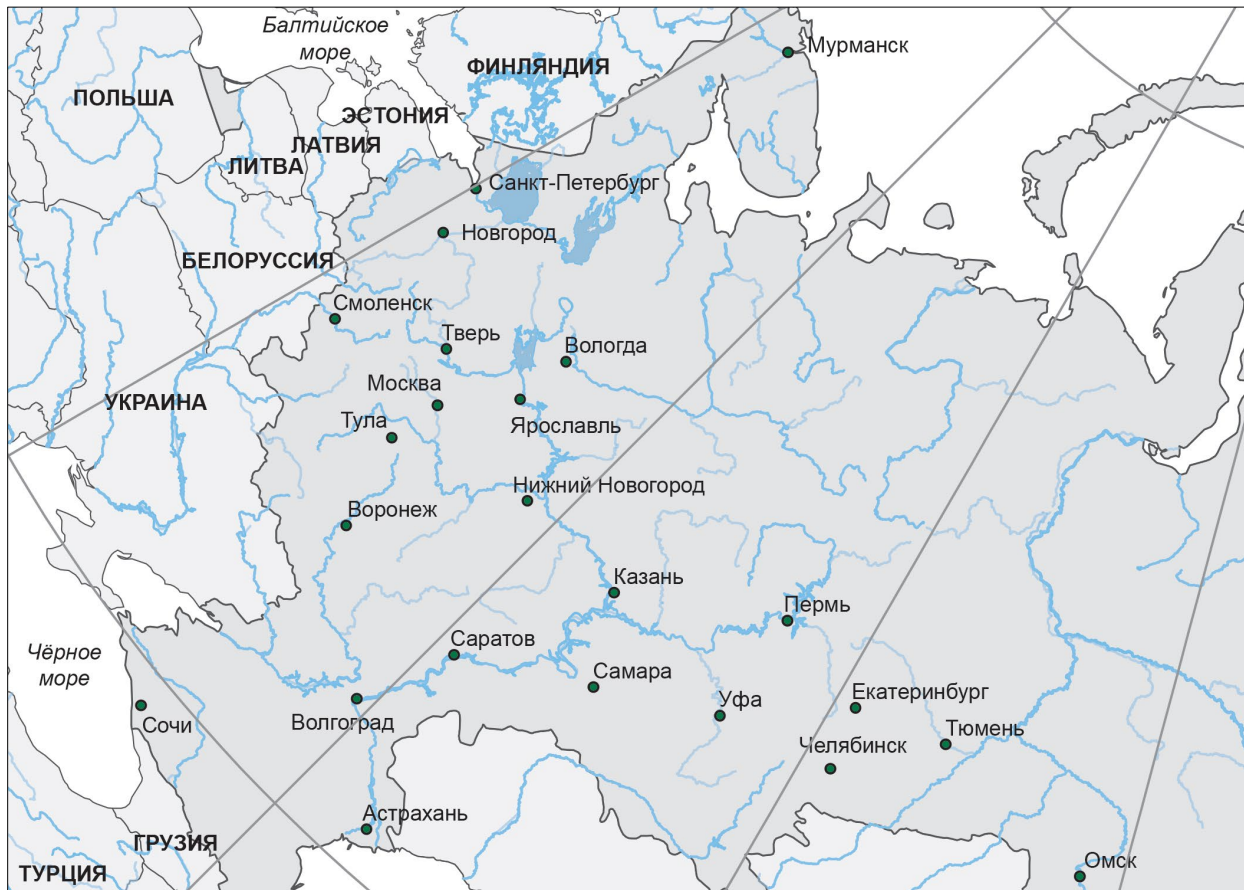 Балтийское
море
Мурманск
ФИНЛЯНДИЯ
ПОЛЬША
ЭСТОНИЯ
ЛАТВИЯ
ЛИТВА
Санкт-Петербург
Новгород
БЕЛОРУССИЯ
Смоленск
Тверь
Вологда
Москва
УКРАИНА
Тула
Ярославль
Нижний Новогород
Воронеж
Казань
Пермь
Саратов
Чёрное
море
Самара
Екатеринбург
Уфа
Сочи
Волгоград
Тюмень
Челябинск
Астрахань
ГРУЗИЯ
Омск
ТУРЦИЯ